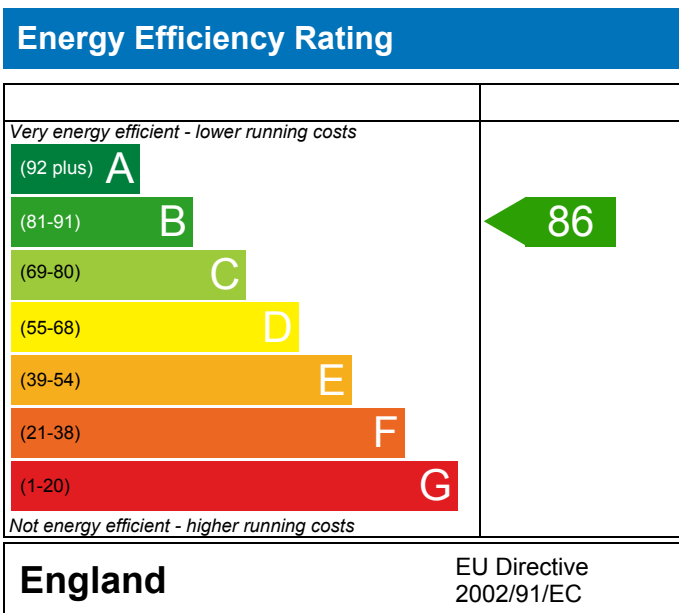 Energy Efficiency Rating
Very energy efficient - lower running costs
(92 plus) A
(81-91) B
86
(69-80) C
(55-68) D
(39-54) E
(21-38) F
(1-20) G
Not energy efficient - higher running costs
England
EU Directive
2002/91/EC